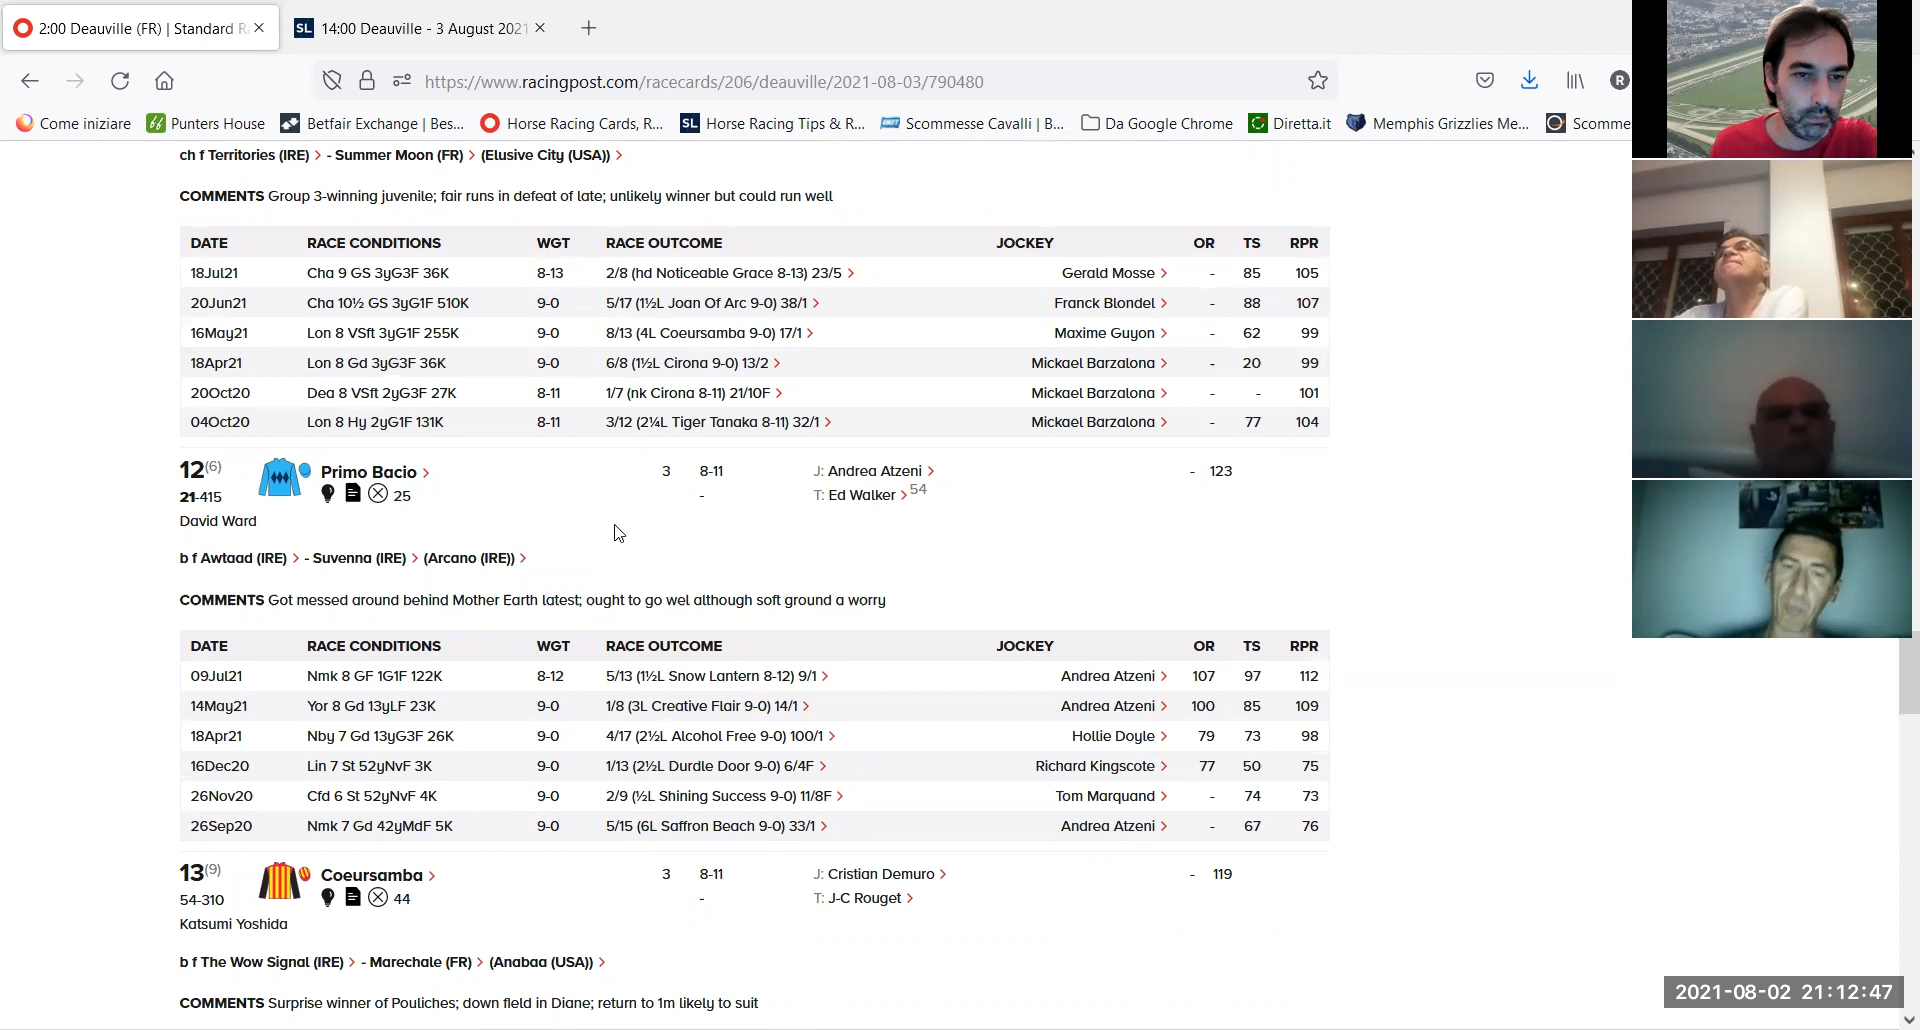 2:00 Deauville (FR) | Standard R
SL 14:00 Deauville - 3 August 2021
https://www.racingpost.com/racecards/206/deauville/2021-08-03/790480
R
Come iniziare Punters House Betfair Exchange | Bes... Horse Racing Cards, R... SL Horse Racing Tips & R... Scommesse Cavalli | B... Da Google Chrome Diretta.it Memphis Grizzlies Me... Scomme
ch f Territories (IRE) > - Summer Moon (FR) > (Elusive City (USA)) >
COMMENTS Group 3-winning juvenile; fair runs in defeat of late; unlikely winner but could run well
DATE RACE CONDITIONS WGT RACE OUTCOME JOCKEY OR TS RPR
18Jul21 Cha 9 GS 3yG3F 36K 8-13 2/8 (hd Noticeable Grace 8-13) 23/5 > Gerald Mosse > - 85 105
20Jun21 Cha 10½ GS 3yG1F 510K 9-0 5/17 (1½L Joan Of Arc 9-0) 38/1 > Franck Blondel > - 88 107
16May21 Lon 8 VSft 3yG1F 255K 9-0 8/13 (4L Coeursamba 9-0) 17/1 > Maxime Guyon > - 62 99
18Apr21 Lon 8 Gd 3yG3F 36K 9-0 6/8 (1½L Cirona 9-0) 13/2 > Mickael Barzalona > - 20 99
20Oct20 Dea 8 VSft 2yG3F 27K 8-11 1/7 (nk Cirona 8-11) 21/10F > Mickael Barzalona > - - 101
04Oct20 Lon 8 Hy 2yG1F 131K 8-11 3/12 (2¼L Tiger Tanaka 8-11) 32/1 > Mickael Barzalona > - 77 104
12(6) Primo Bacio > 3 8-11 J: Andrea Atzeni > - 123
21-415 25 - T: Ed Walker > 54
David Ward
b f Awtaad (IRE) > - Suvenna (IRE) > (Arcano (IRE)) >
COMMENTS Got messed around behind Mother Earth latest; ought to go wel although soft ground a worry
DATE RACE CONDITIONS WGT RACE OUTCOME JOCKEY OR TS RPR
09Jul21 Nmk 8 GF 1G1F 122K 8-12 5/13 (1½L Snow Lantern 8-12) 9/1 > Andrea Atzeni > 107 97 112
14May21 Yor 8 Gd 13yLF 23K 9-0 1/8 (3L Creative Flair 9-0) 14/1 > Andrea Atzeni > 100 85 109
18Apr21 Nby 7 Gd 13yG3F 26K 9-0 4/17 (2½L Alcohol Free 9-0) 100/1 > Hollie Doyle > 79 73 98
16Dec20 Lin 7 St 52yNvF 3K 9-0 1/13 (2½L Durdle Door 9-0) 6/4F > Richard Kingscote > 77 50 75
26Nov20 Cfd 6 St 52yNvF 4K 9-0 2/9 (½L Shining Success 9-0) 11/8F > Tom Marquand > - 74 73
26Sep20 Nmk 7 Gd 42yMdF 5K 9-0 5/15 (6L Saffron Beach 9-0) 33/1 > Andrea Atzeni > - 67 76
13(9) Coeursamba > 3 8-11 J: Cristian Demuro > - 119
54-310 44 - T: J-C Rouget >
Katsumi Yoshida
b f The Wow Signal (IRE) > - Marechale (FR) > (Anabaa (USA)) >
COMMENTS Surprise winner of Pouliches; down field in Diane; return to 1m likely to suit
2021-08-02 21:12:47